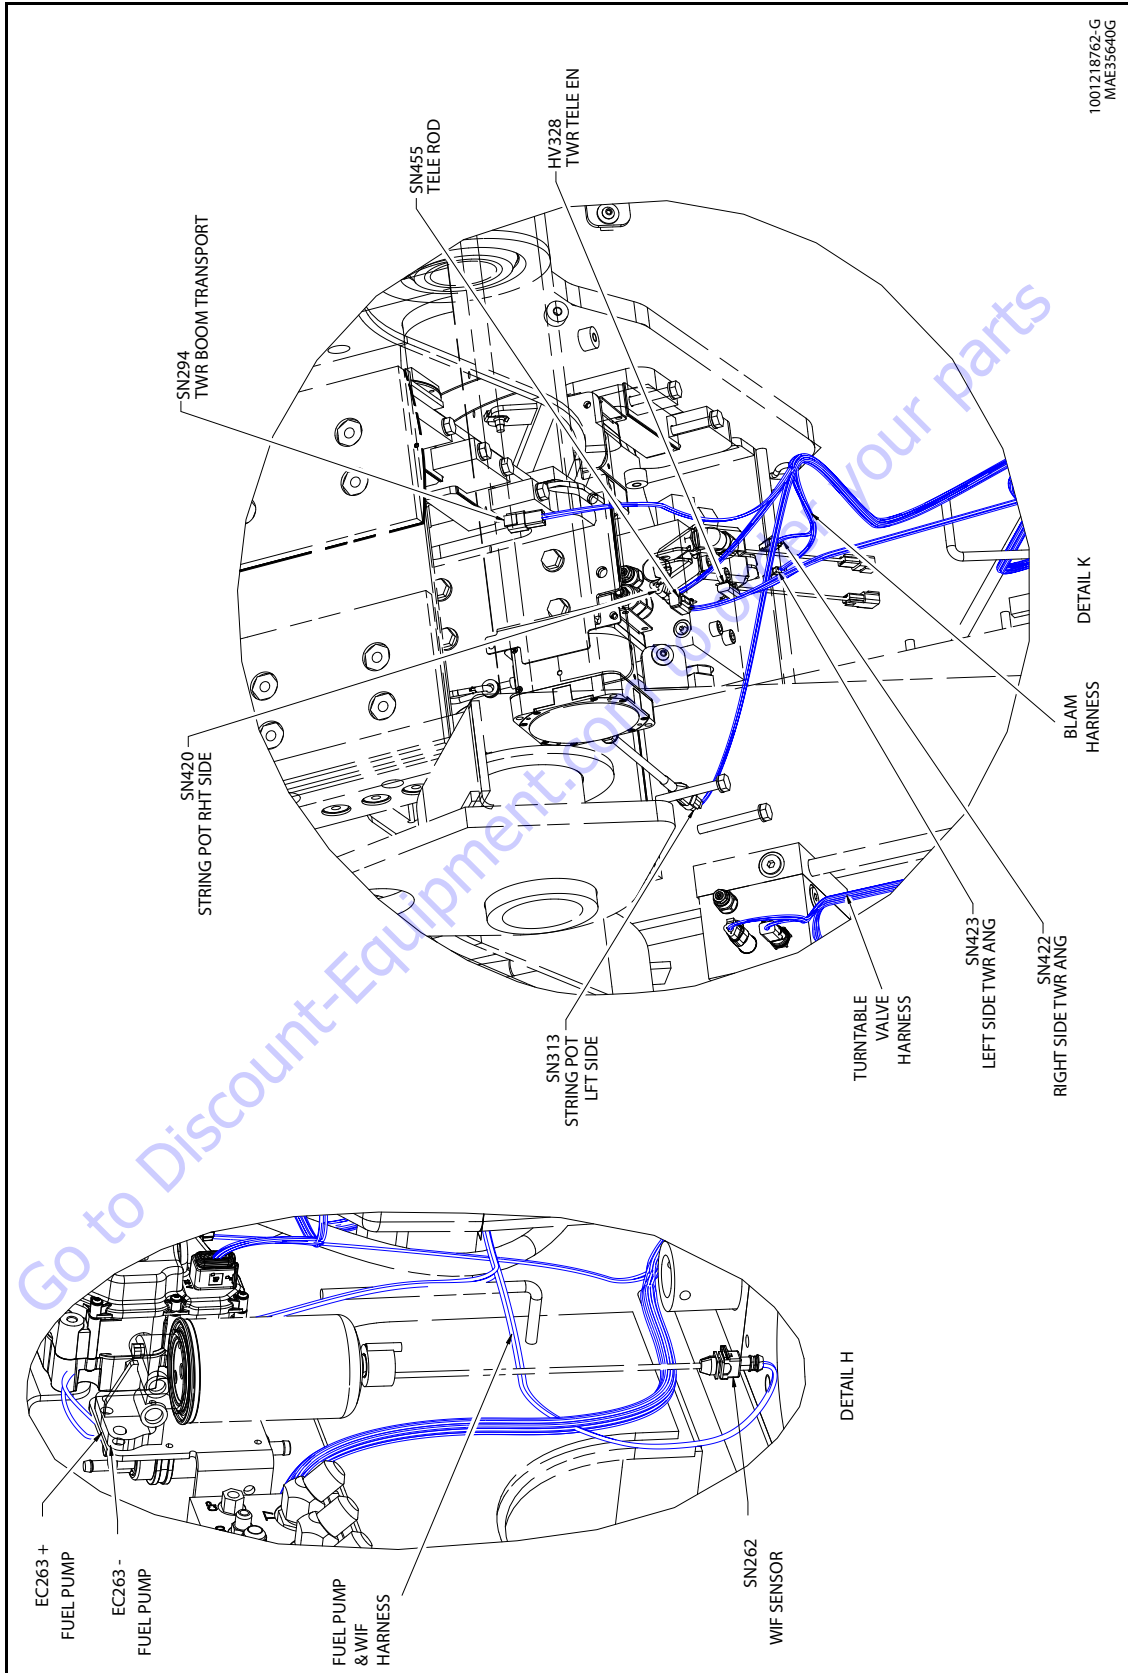 EC263 +
FUEL PUMP
EC263 -
FUEL PUMP
FUEL PUMP
& WIF
HARNESS
SN262
WIF SENSOR
DETAIL H
SN420
STRING POT RHT SIDE
SN294
TWR BOOM TRANSPORT
SN455
TELE ROD
HV328
TWR TELE EN
SN313
STRING POT
LFT SIDE
TURNTABLE
VALVE
HARNESS
SN423
LEFT SIDE TWR ANG
SN422
RIGHT SIDE TWR ANG
BLAM
HARNESS
DETAIL K
1001218762-G
MAE35640G
Go to Discount-Equipment.com to order your parts